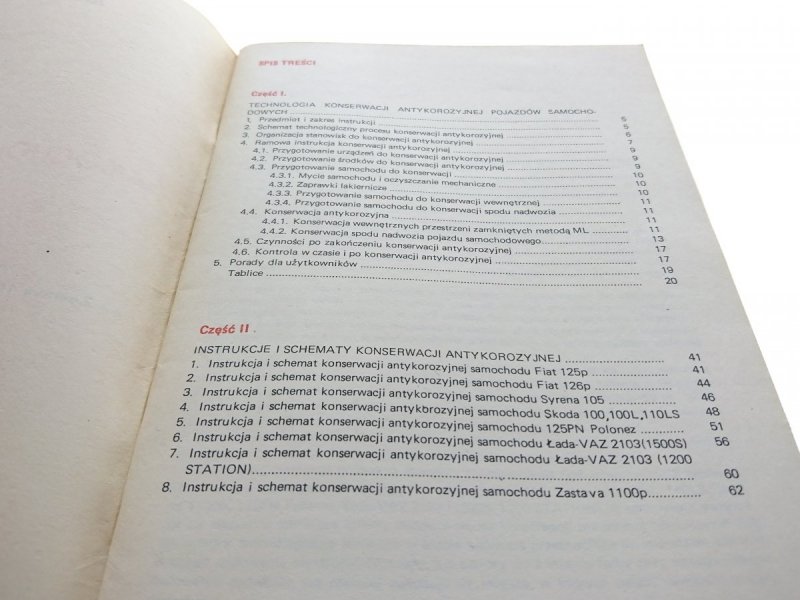 SPIS TREŚCI
Część I.
TECHNOLOGIA KONSERWACJI ANTYKOROZYJNEJ POJAZDÓW SAMOCHO-
DOWYCH ... 5
1. Przedmiot i zakres instrukcji ... 5
2. Schemat technologiczny procesu konserwacji antykorozyjnej ... 6
3. Organizacja stanowisk do konserwacji antykorozyjnej ... 7
4. Ramowa instrukcja konserwacji antykorozyjnej ... 9
4.1. Przygotowanie urządzeń do konserwacji antykorozyjnej ... 9
4.2. Przygotowanie środków do konserwacji antykorozyjnej ... 9
4.3. Przygotowanie samochodu do konserwacji ... 10
4.3.1. Mycie samochodu i oczyszczanie mechaniczne ... 10
4.3.2. Zaprawki lakiernicze ... 10
4.3.3. Przygotowanie samochodu do konserwacji wewnętrznej ... 11
4.3.4. Przygotowanie samochodu do konserwacji spodu nadwozia ... 11
4.4. Konserwacja antykorozyjna ... 11
4.4.1. Konserwacja wewnętrznych przestrzeni zamkniętych metodą ML ... 11
4.4.2. Konserwacja spodu nadwozia pojazdu samochodowego ... 13
4.5. Czynności po zakończeniu konserwacji antykorozyjnej ... 17
4.6. Kontrola w czasie i po konserwacji antykorozyjnej ... 17
5. Porady dla użytkowników ... 19
Tablice ... 20
Część II.
INSTRUKCJE I SCHEMATY KONSERWACJI ANTYKOROZYJNEJ ... 41
1. Instrukcja i schemat konserwacji antykorozyjnej samochodu Fiat 125p ... 41
2. Instrukcja i schemat konserwacji antykorozyjnej samochodu Fiat 126p ... 44
3. Instrukcja i schemat konserwacji antykorozyjnej samochodu Syrena 105 ... 46
4. Instrukcja i schemat konserwacji antykorozyjnej samochodu Skoda 100,100L,110LS 48
5. Instrukcja i schemat konserwacji antykorozyjnej samochodu 125PN Polonez ... 51
6. Instrukcja i schemat konserwacji antykorozyjnej samochodu Łada-VAZ 2103(1500S) 56
7. Instrukcja i schemat konserwacji antykorozyjnej samochodu Łada-VAZ 2103 (1200
STATION) ... 60
8. Instrukcja i schemat konserwacji antykorozyjnej samochodu Zastava 1100p ... 62